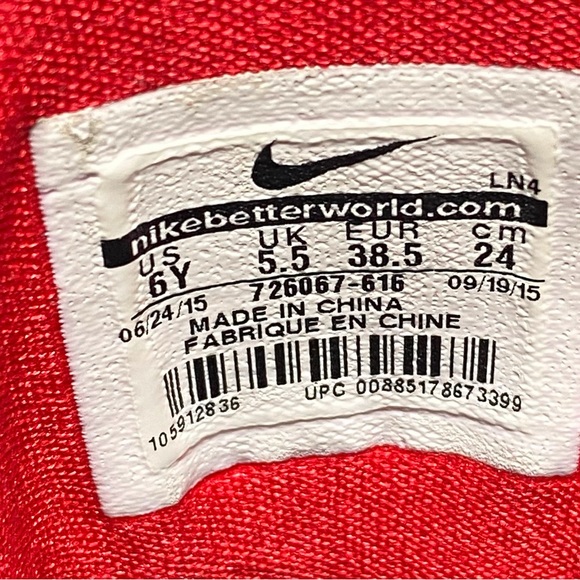 LN4
nikebetterworld.com
US UK EUR cm
6Y 5.5 38.5 24
06/24/15 726067-616 09/19/15
MADE IN CHINA
FABRIQUE EN CHINE
105912836 UPC 00885178673399